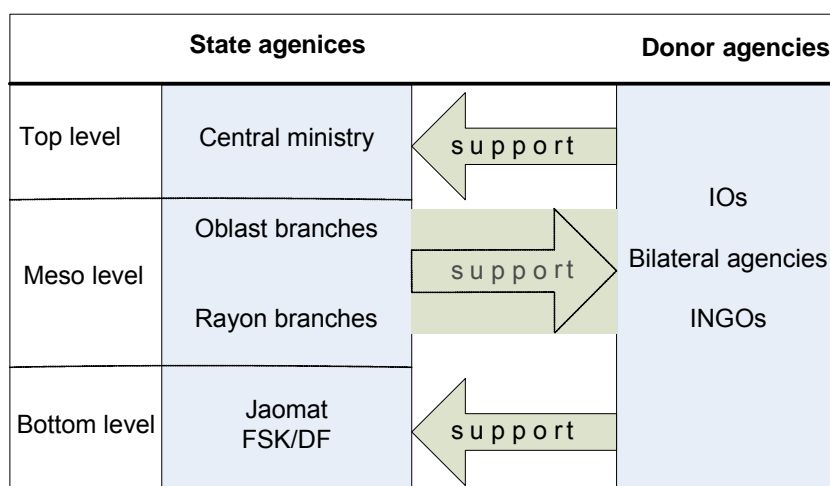 State agenices
Donor agencies
Top level
Central ministry
support
Meso level
Oblast branches
Rayon branches
support
IOs
Bilateral agencies
INGOs
Bottom level
Jaomat
FSK/DF
support